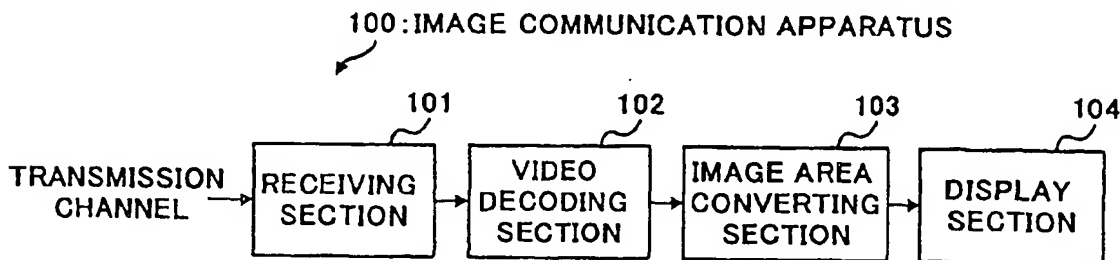 100:IMAGE COMMUNICATION APPARATUS
101
102
103
104
TRANSMISSION
CHANNEL
RECEIVING
SECTION
VIDEO
DECODING
SECTION
IMAGE AREA
CONVERTING
SECTION
DISPLAY
SECTION